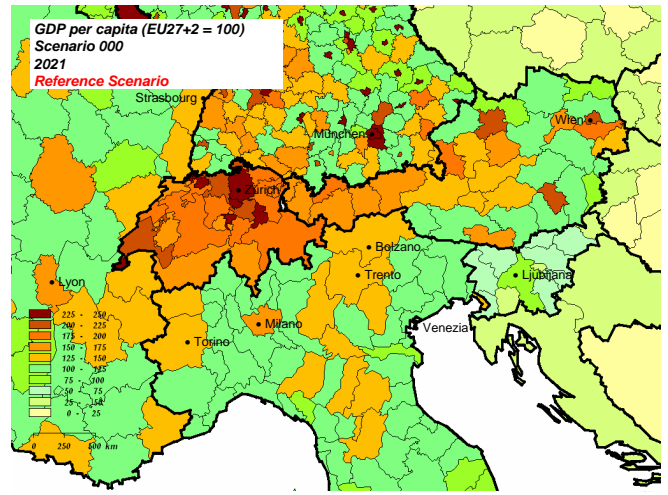 GDP per capita (EU27+2 = 100)
Scenario 000
2021
Reference Scenario
Strasbourg
München
Wien
Zürich
Bolzano
Lyon
Trento
Ljubljana
Milano
Venezia
Torino
225 - 250
200 - 225
175 - 200
150 - 175
125 - 150
100 - 125
75 - 100
50 - 75
25 - 50
0 - 25
0 250 500 km